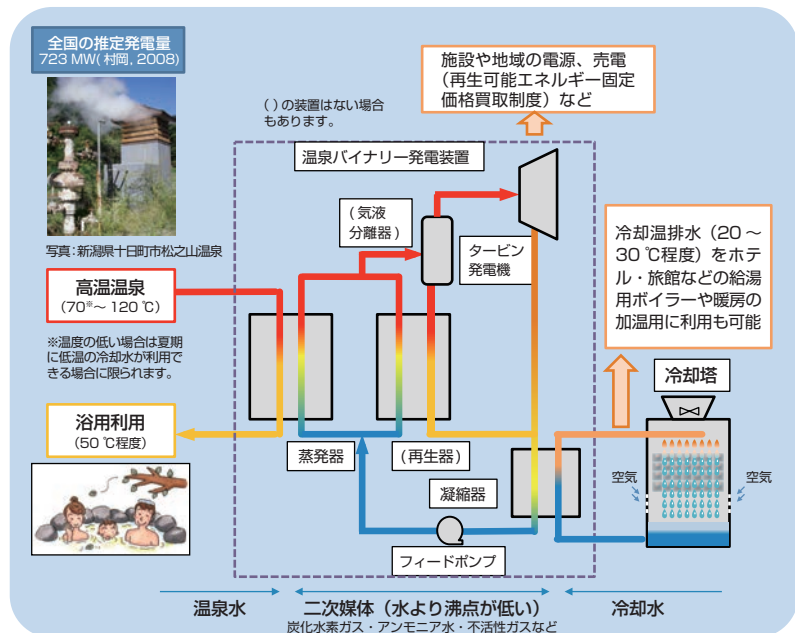 全国の推定発電量
723 MW(村岡, 2008)
写真：新潟県十日町市松之山温泉
高温温泉
(70※～ 120 ℃)
※温度の低い場合は夏期
に低温の冷却水が利用で
きる場合に限られます。
浴用利用
(50 ℃程度)
( ) の装置はない場合
もあります。
施設や地域の電源、売電
（再生可能エネルギー固定
価格買取制度）など
温泉バイナリー発電装置
(気液
分離器)
タービン
発電機
蒸発器
(再生器)
凝縮器
フィードポンプ
冷却温排水（20 ～
30 ℃程度）をホテ
ル・旅館などの給湯
用ボイラーや暖房の
加温用に利用も可能
冷却塔
空気
空気
温泉水
二次媒体（水より沸点が低い）
炭化水素ガス・アンモニア水・不活性ガスなど
冷却水